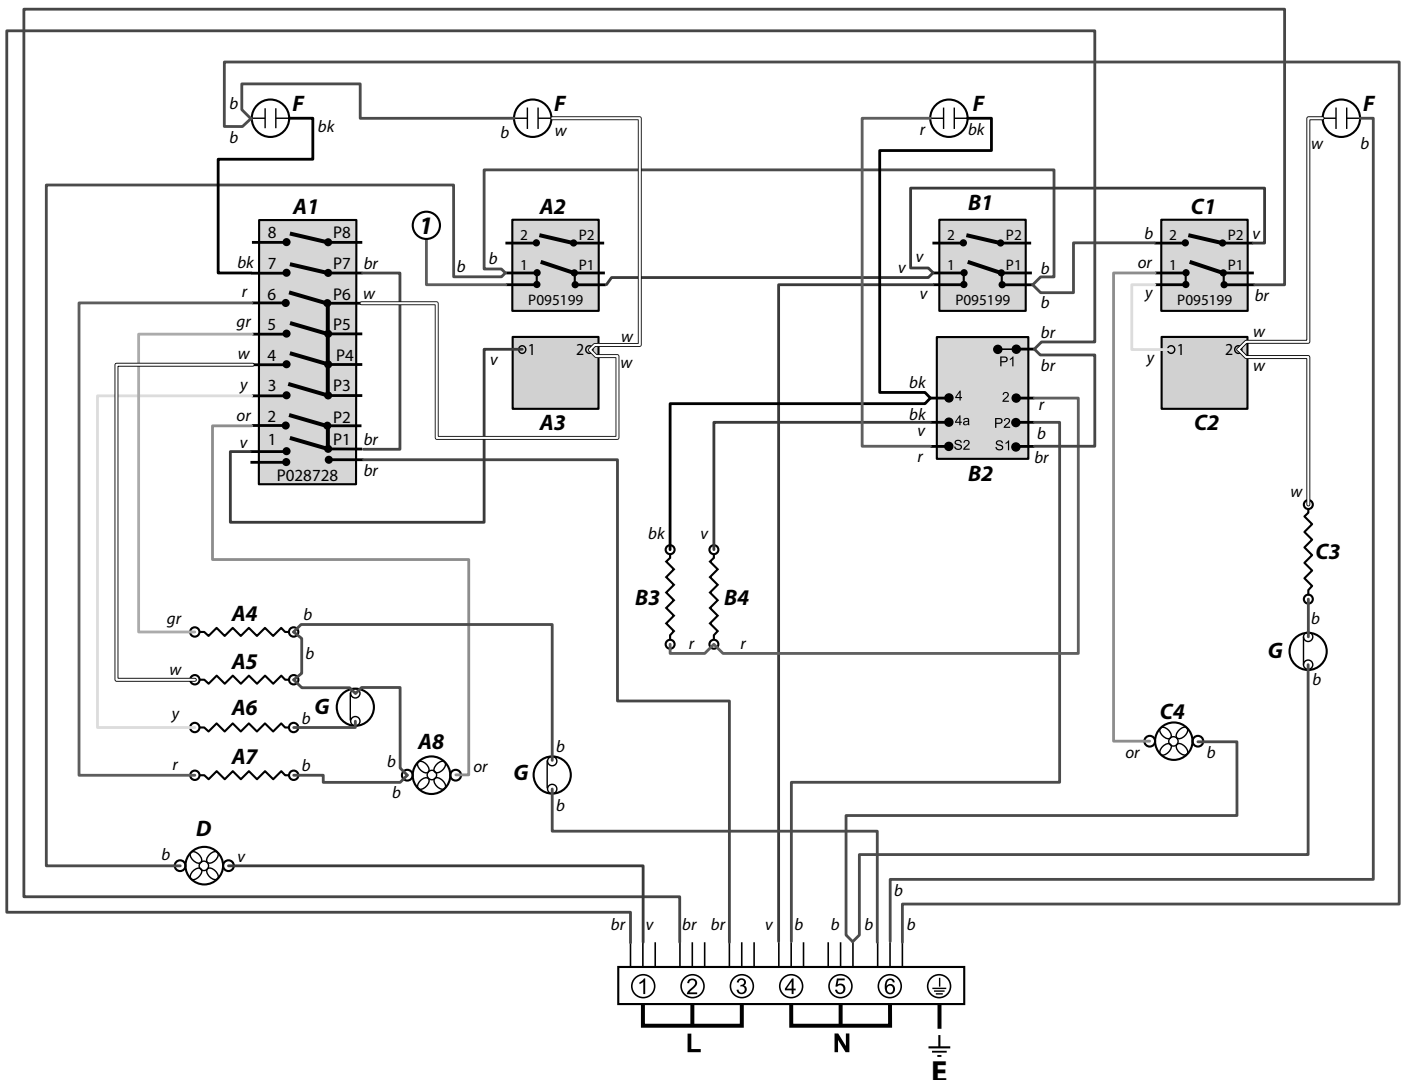 F F F F
b b bk
b w
r bk
w b
A1 A2 B1 C1
1
8 P8
bk 7 P7 br
r 6 P6 w
gr 5 P5
w 4 P4
y 3 P3
or 2 P2
v 1 P1 br
br
P028728
2 P2
b b 1 P1
P095199
2 P2
v v 1 P1 b
v b
P095199
b 2 P2 v
or 1 P1
y br
P095199
v 1 2 w
w
A3
br
P1 br
bk 4 2 r
bk 4a P2
v b
r S2 S1 br
B2
y 1 2 w
w
C2
w
C3
b
G
b
bk v
B3 B4
r r
gr A4 b
b
w A5
y A6 b G
r A7 b
b A8 or
b
b
G
b
C4
or b
D
b v
br v br br v b b b b b
1 2 3 4 5 6
L N
E